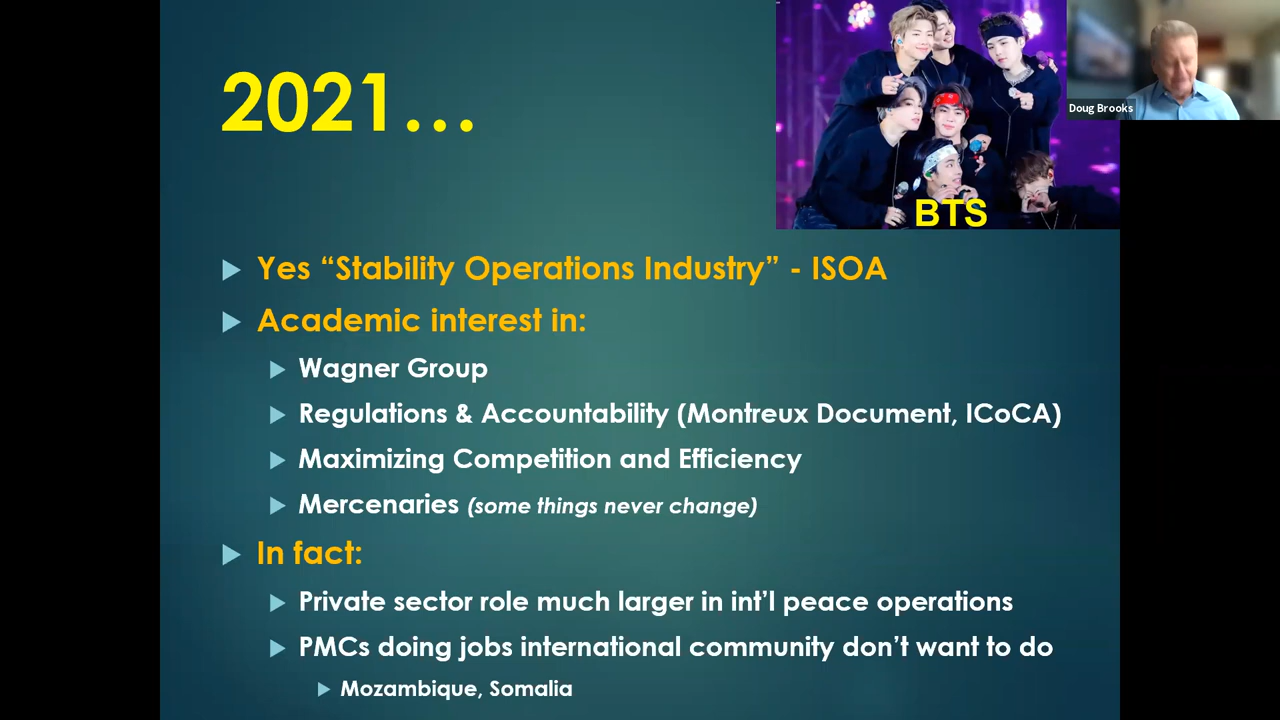 2021…
BTS
Doug Brooks
Yes “Stability Operations Industry” - ISOA
Academic interest in:
Wagner Group
Regulations & Accountability (Montreux Document, ICoCA)
Maximizing Competition and Efficiency
Mercenaries (some things never change)
In fact:
Private sector role much larger in int’l peace operations
PMCs doing jobs international community don’t want to do
Mozambique, Somalia